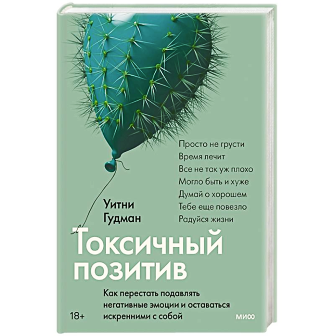 Просто не грусти
Время лечит
Все не так уж плохо
Могло быть и хуже
Думай о хорошем
Тебе еще повезло
Радуйся жизни
Уитни
Гудман
Токсичный
позитив
Как перестать подавлять
негативные эмоции и оставаться
искренними с собой
18+
МИФ